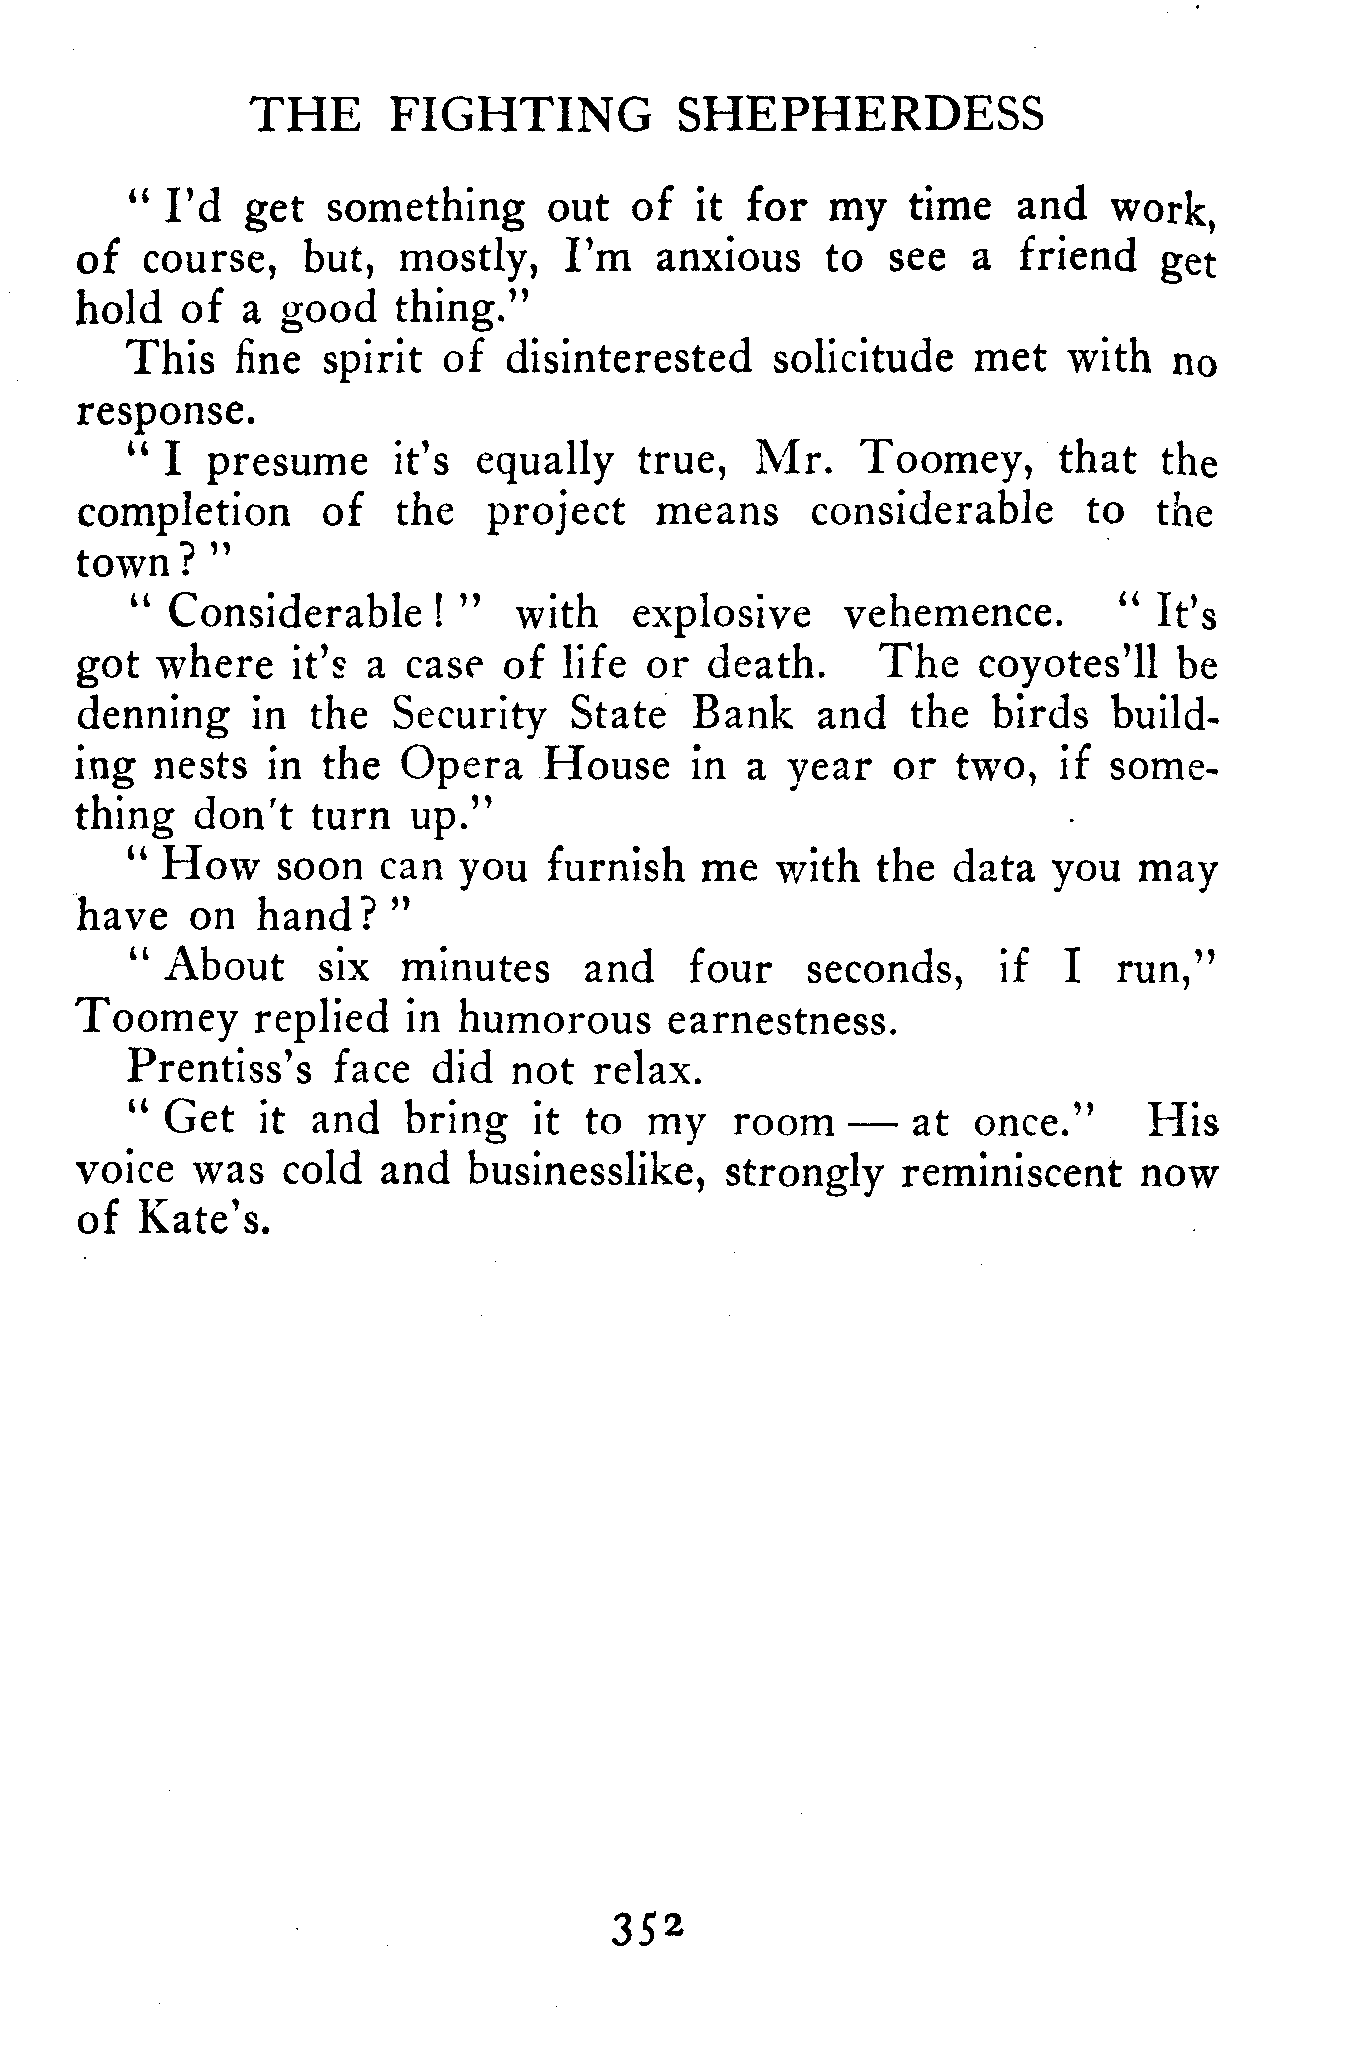 THE FIGHTING SHEPHERDESS
" I'd get something out of it for my time and work,
of course, but, mostly, I'm anxious to see a friend get
hold of a good thing."
This fine spirit of disinterested solicitude met with no
response.
" I presume it's equally true, Mr. Toomey, that the
completion of the project means considerable to the
town ? "
" Considerable ! " with explosive vehemence. " It's
got where it's a case of life or death. The coyotes'll be
denning in the Security State Bank and the birds build-
ing nests in the Opera House in a year or two, if some-
thing don't turn up."
" How soon can you furnish me with the data you may
have on hand? "
" About six minutes and four seconds, if I run,"
Toomey replied in humorous earnestness.
Prentiss's face did not relax.
" Get it and bring it to my room — at once." His
voice was cold and businesslike, strongly reminiscent now
of Kate's.
352